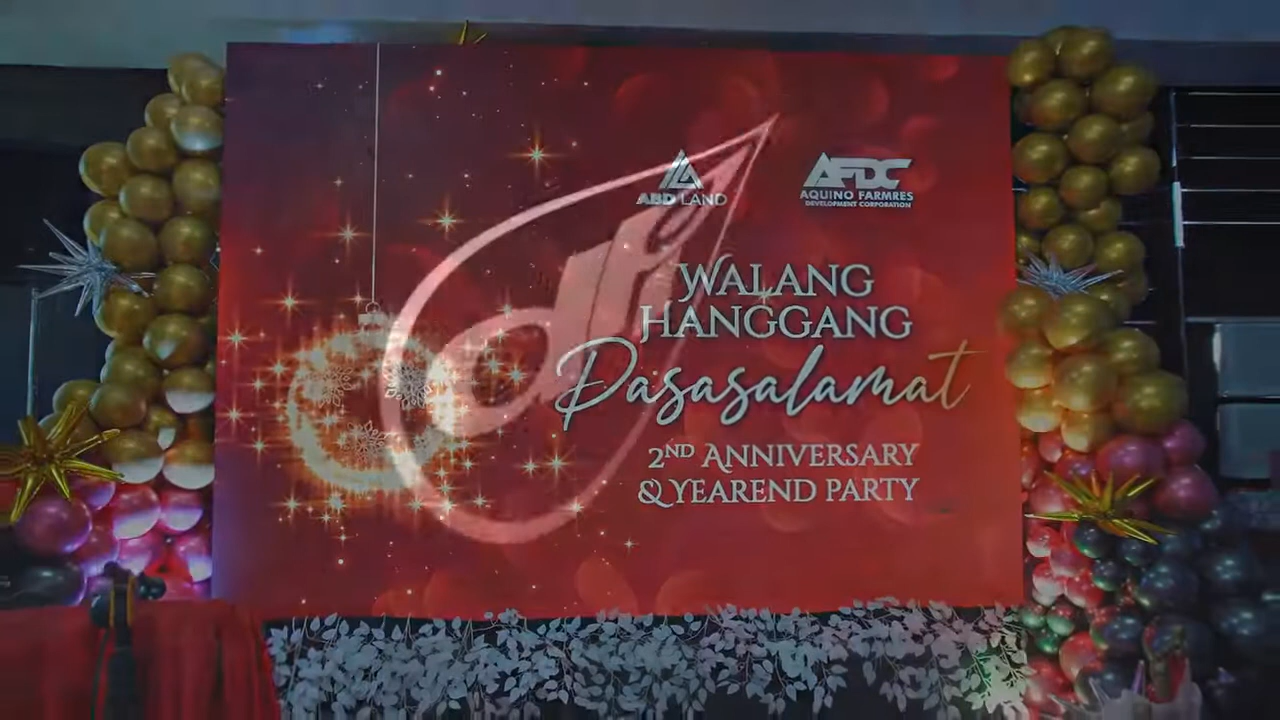 ABD LAND
AFDC
AQUINO FARMRES
DEVELOPMENT CORPORATION
WALANG
HANGGANG
Pasasalamat
2ND ANNIVERSARY
& YEAREND PARTY